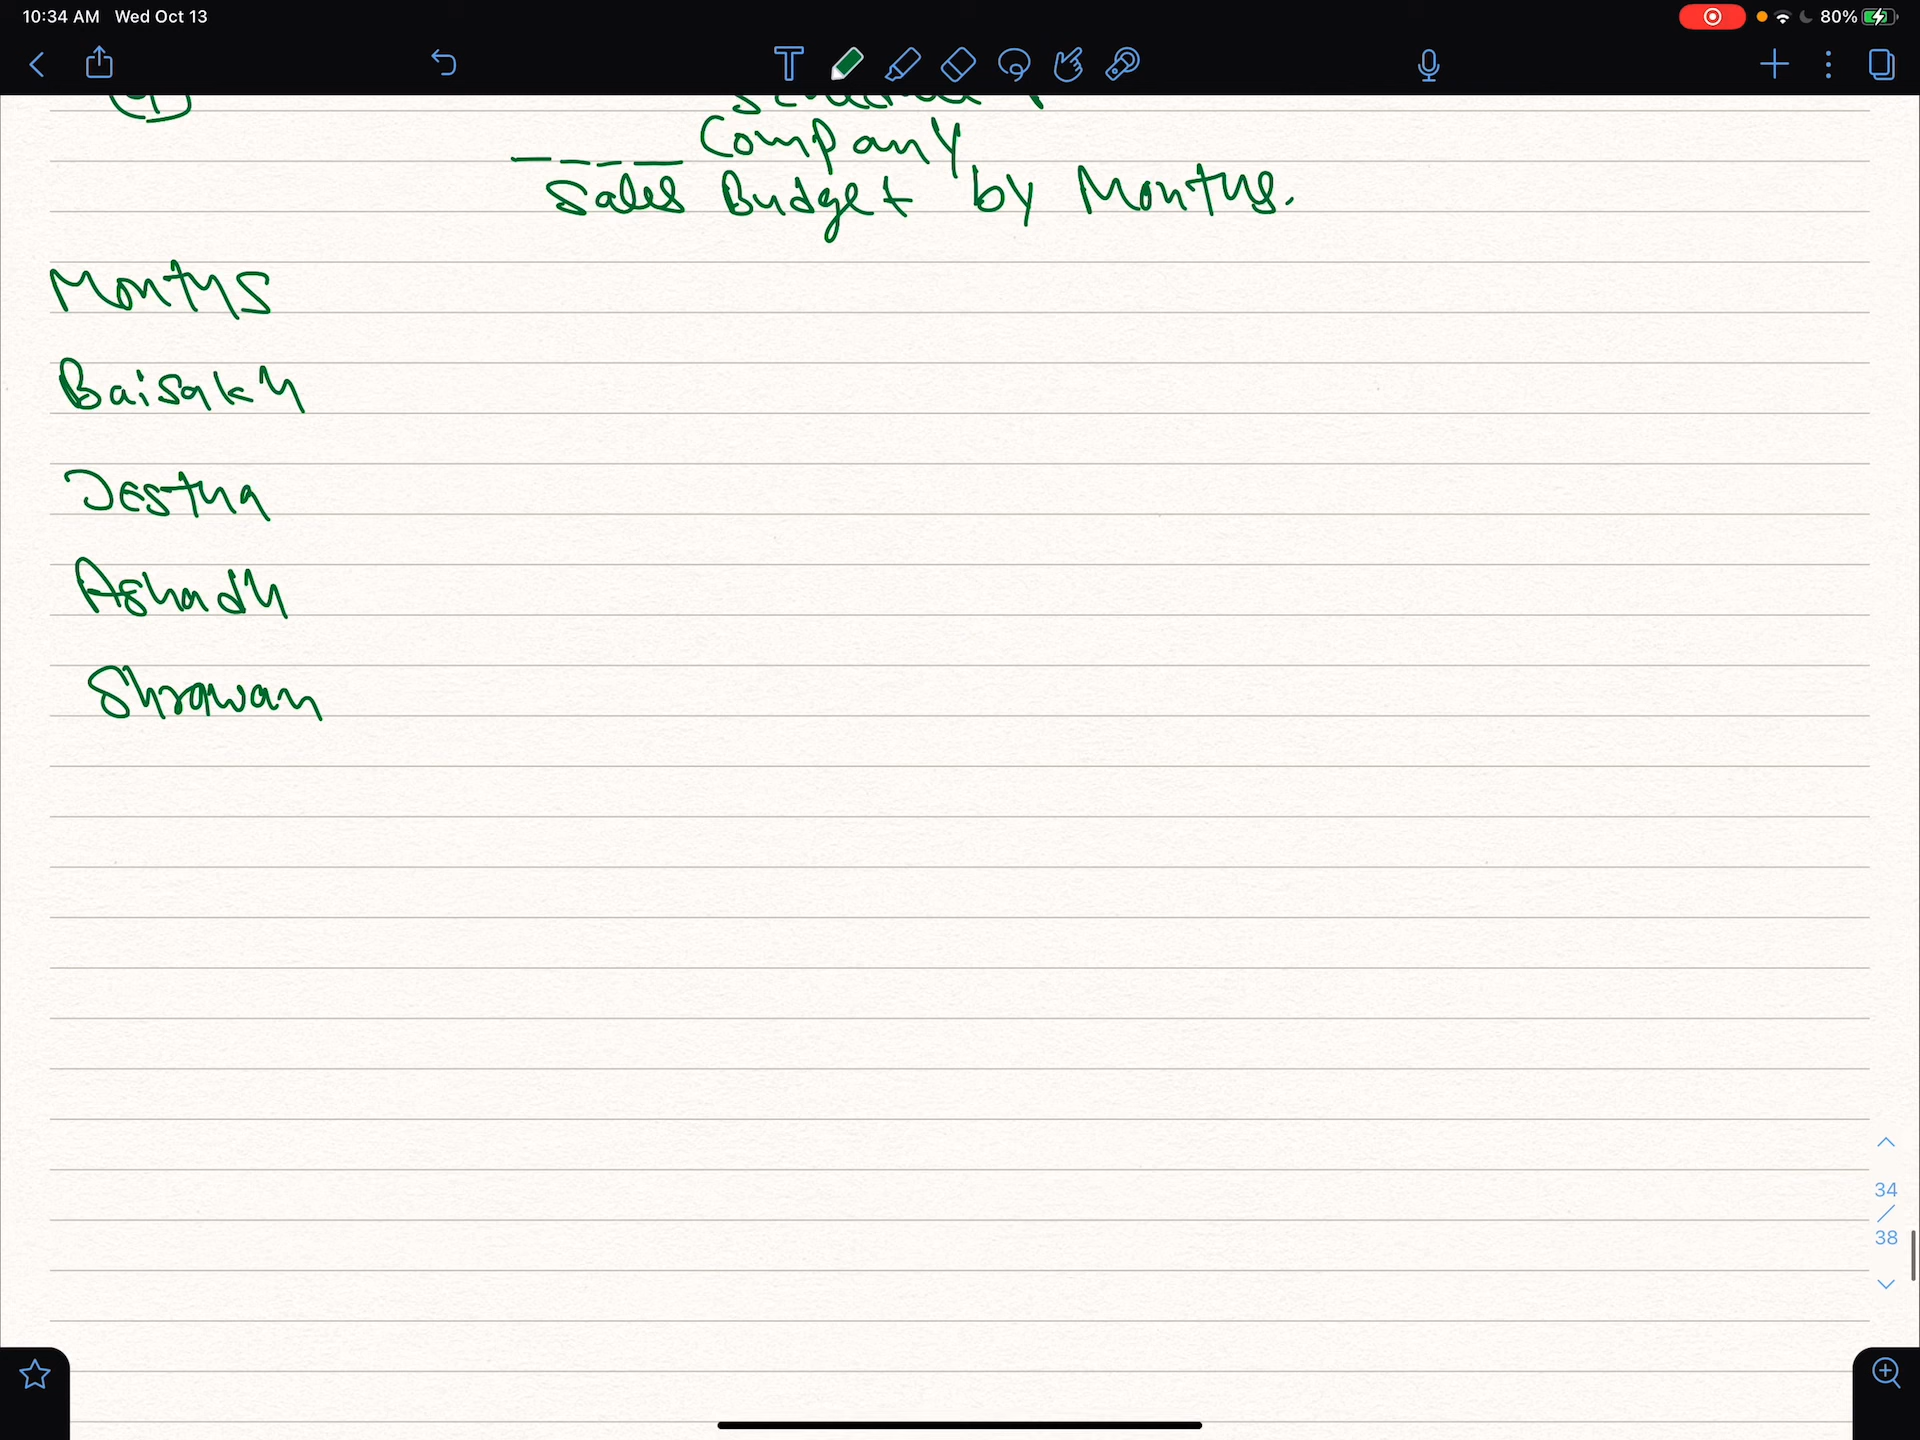 10:34 AM Wed Oct 13
80%
T
Company
Sales Budget by Months.
Months
Baisakh
Jestha
Ashadh
Shrawan
34
/
38